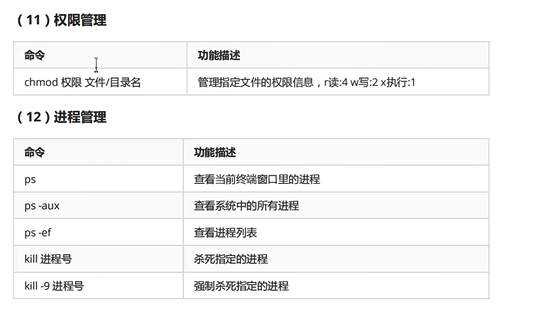 （11）权限管理
命令 功能描述
chmod 权限 文件/目录名 管理指定文件的权限信息，r读:4 w写:2 x执行:1
（12）进程管理
命令 功能描述
ps 查看当前终端窗口里的进程
ps -aux 查看系统中的所有进程
ps -ef 查看进程列表
kill 进程号 杀死指定的进程
kill -9 进程号 强制杀死指定的进程